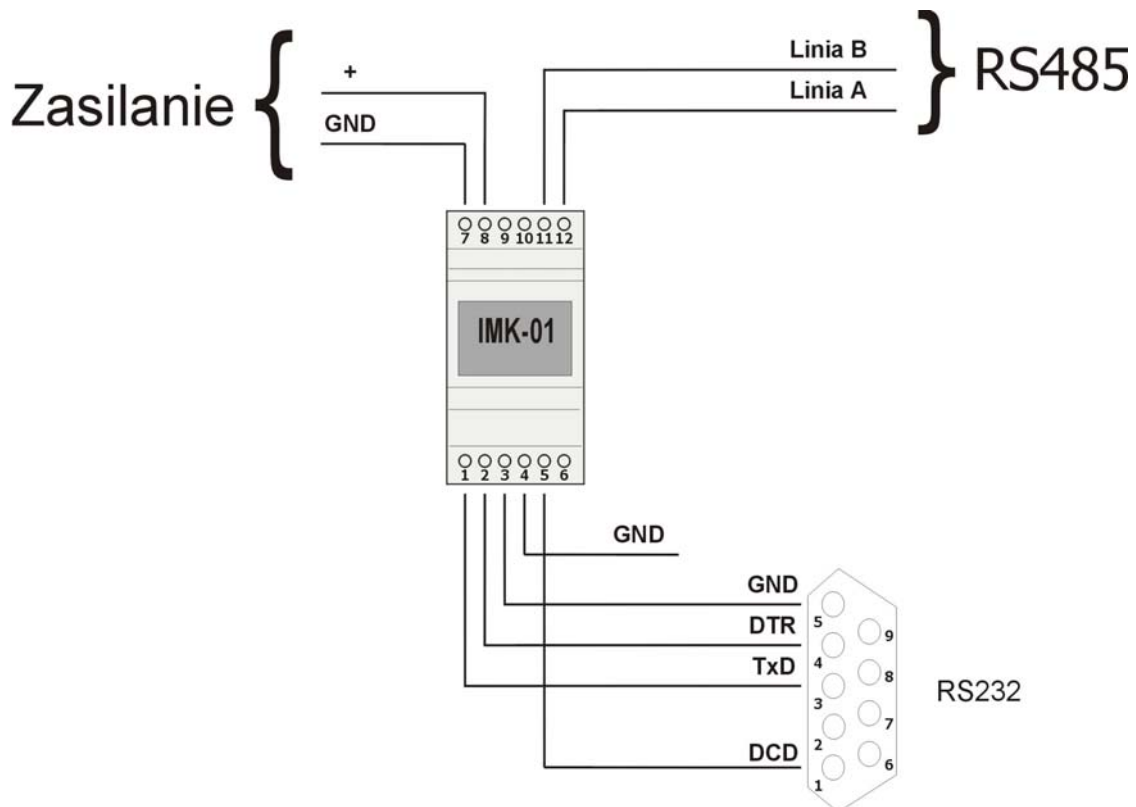 Zasilanie
+
GND
Linia B
Linia A
RS485
7 8 9 10 11 12
IMK-01
1 2 3 4 5 6
GND
GND
DTR
TxD
DCD
5
9
4
8
3
7
2
6
1
RS232